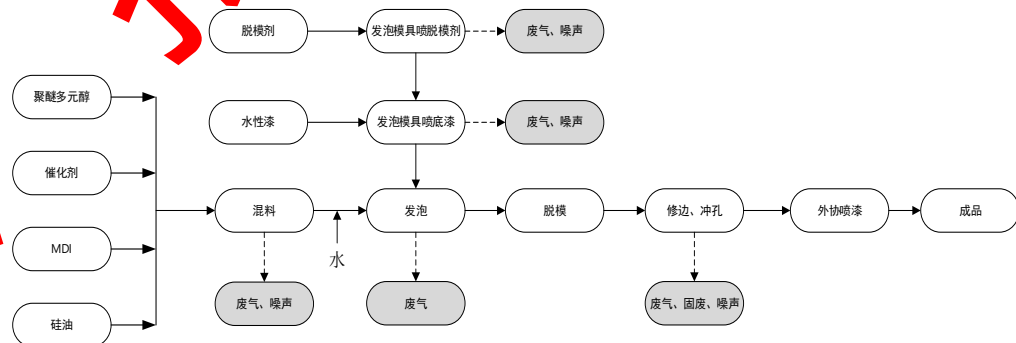 脱模剂
发泡模具喷脱模剂
废气、噪声
聚醚多元醇
水性漆
发泡模具喷底漆
废气、噪声
催化剂
混料
发泡
脱模
修边、冲孔
外协喷漆
成品
MDI
水
废气、噪声
废气
废气、固废、噪声
硅油